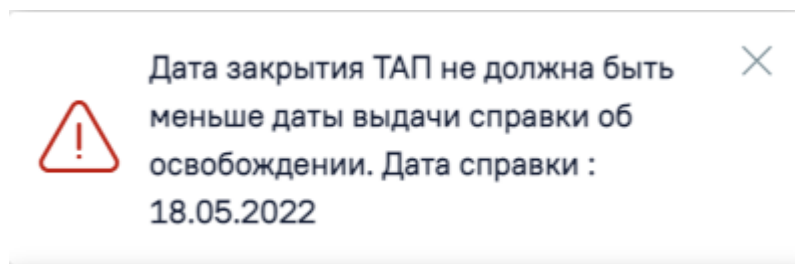 Дата закрытия ТАП не должна быть
меньше даты выдачи справки об
освобождении. Дата справки :
18.05.2022